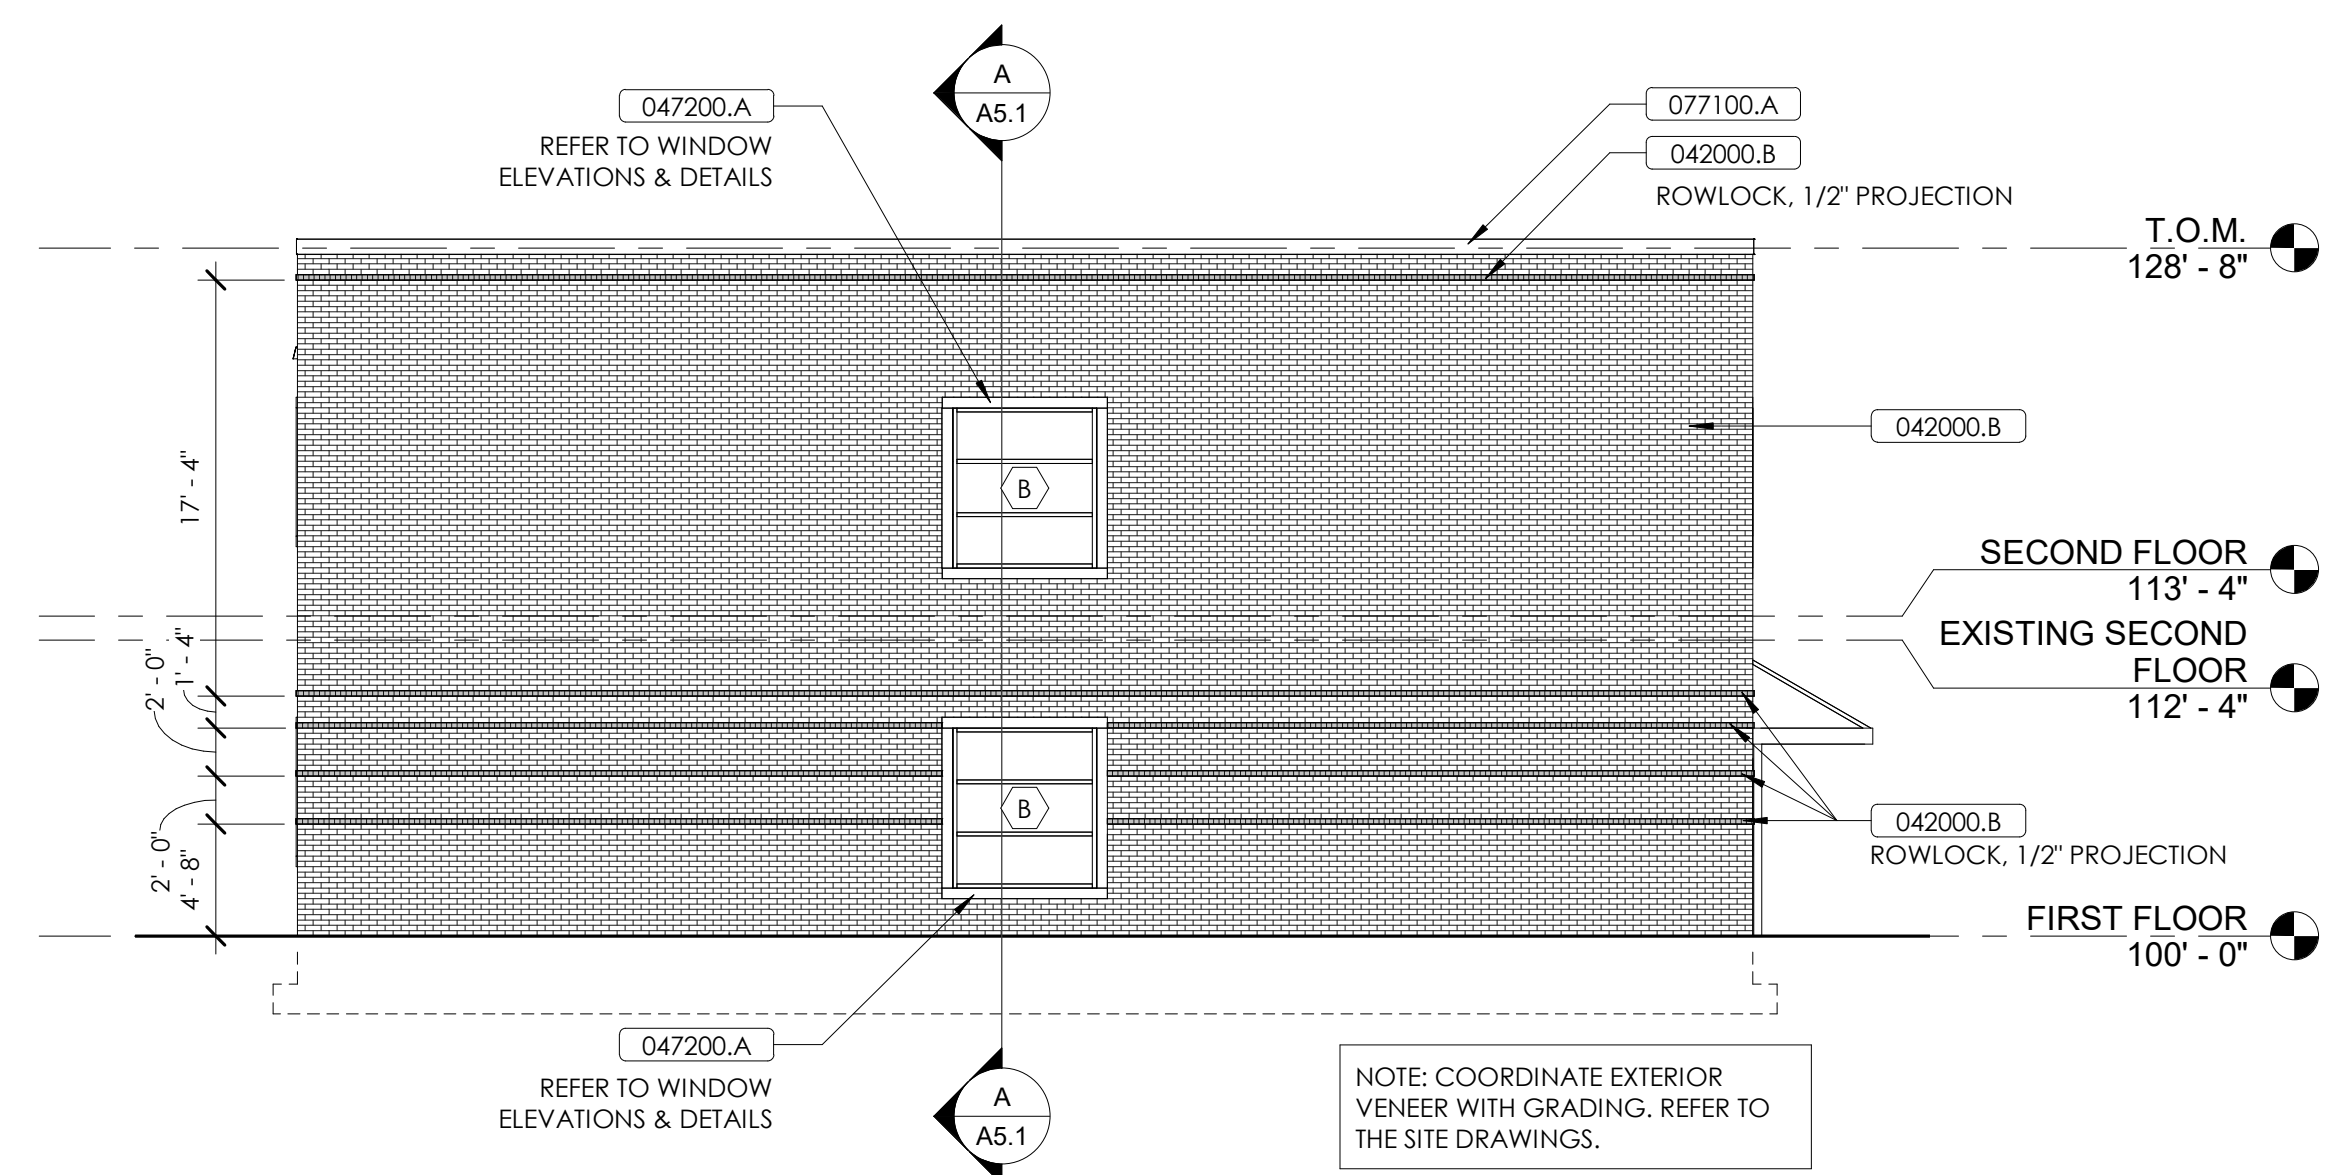 A
A5.1
047200.A
REFER TO WINDOW
ELEVATIONS & DETAILS
077100.A
042000.B
ROWLOCK, 1/2" PROJECTION
T.O.M.
128' - 8"
042000.B
17' - 4"
B
SECOND FLOOR
113' - 4"
EXISTING SECOND
FLOOR
112' - 4"
1' - 4"
2' - 0"
B
042000.B
ROWLOCK, 1/2" PROJECTION
2' - 0"
4' - 8"
FIRST FLOOR
100' - 0"
047200.A
REFER TO WINDOW
ELEVATIONS & DETAILS
A
A5.1
NOTE: COORDINATE EXTERIOR
VENEER WITH GRADING. REFER TO
THE SITE DRAWINGS.